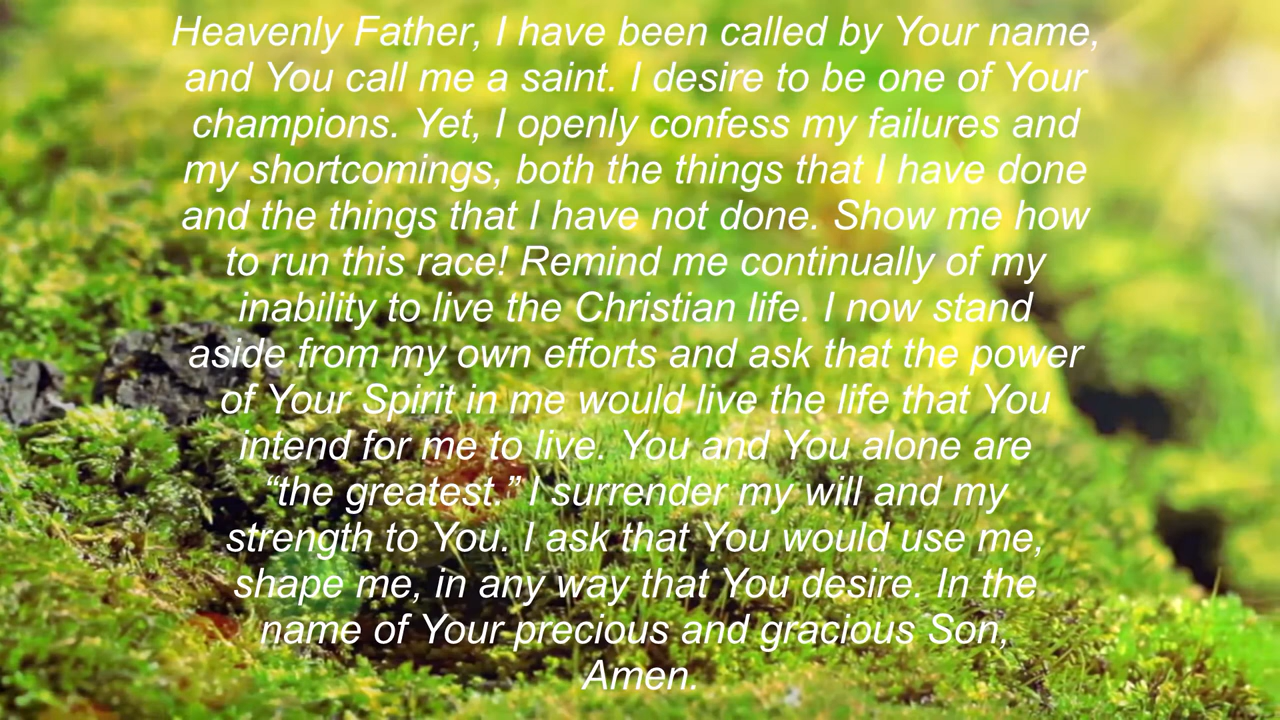 Heavenly Father, I have been called by Your name,
and You call me a saint. I desire to be one of Your
champions. Yet, I openly confess my failures and
my shortcomings, both the things that I have done
and the things that I have not done. Show me how
to run this race! Remind me continually of my
inability to live the Christian life. I now stand
aside from my own efforts and ask that the power
of Your Spirit in me would live the life that You
intend for me to live. You and You alone are
“the greatest.” I surrender my will and my
strength to You. I ask that You would use me,
shape me, in any way that You desire. In the
name of Your precious and gracious Son,
Amen.